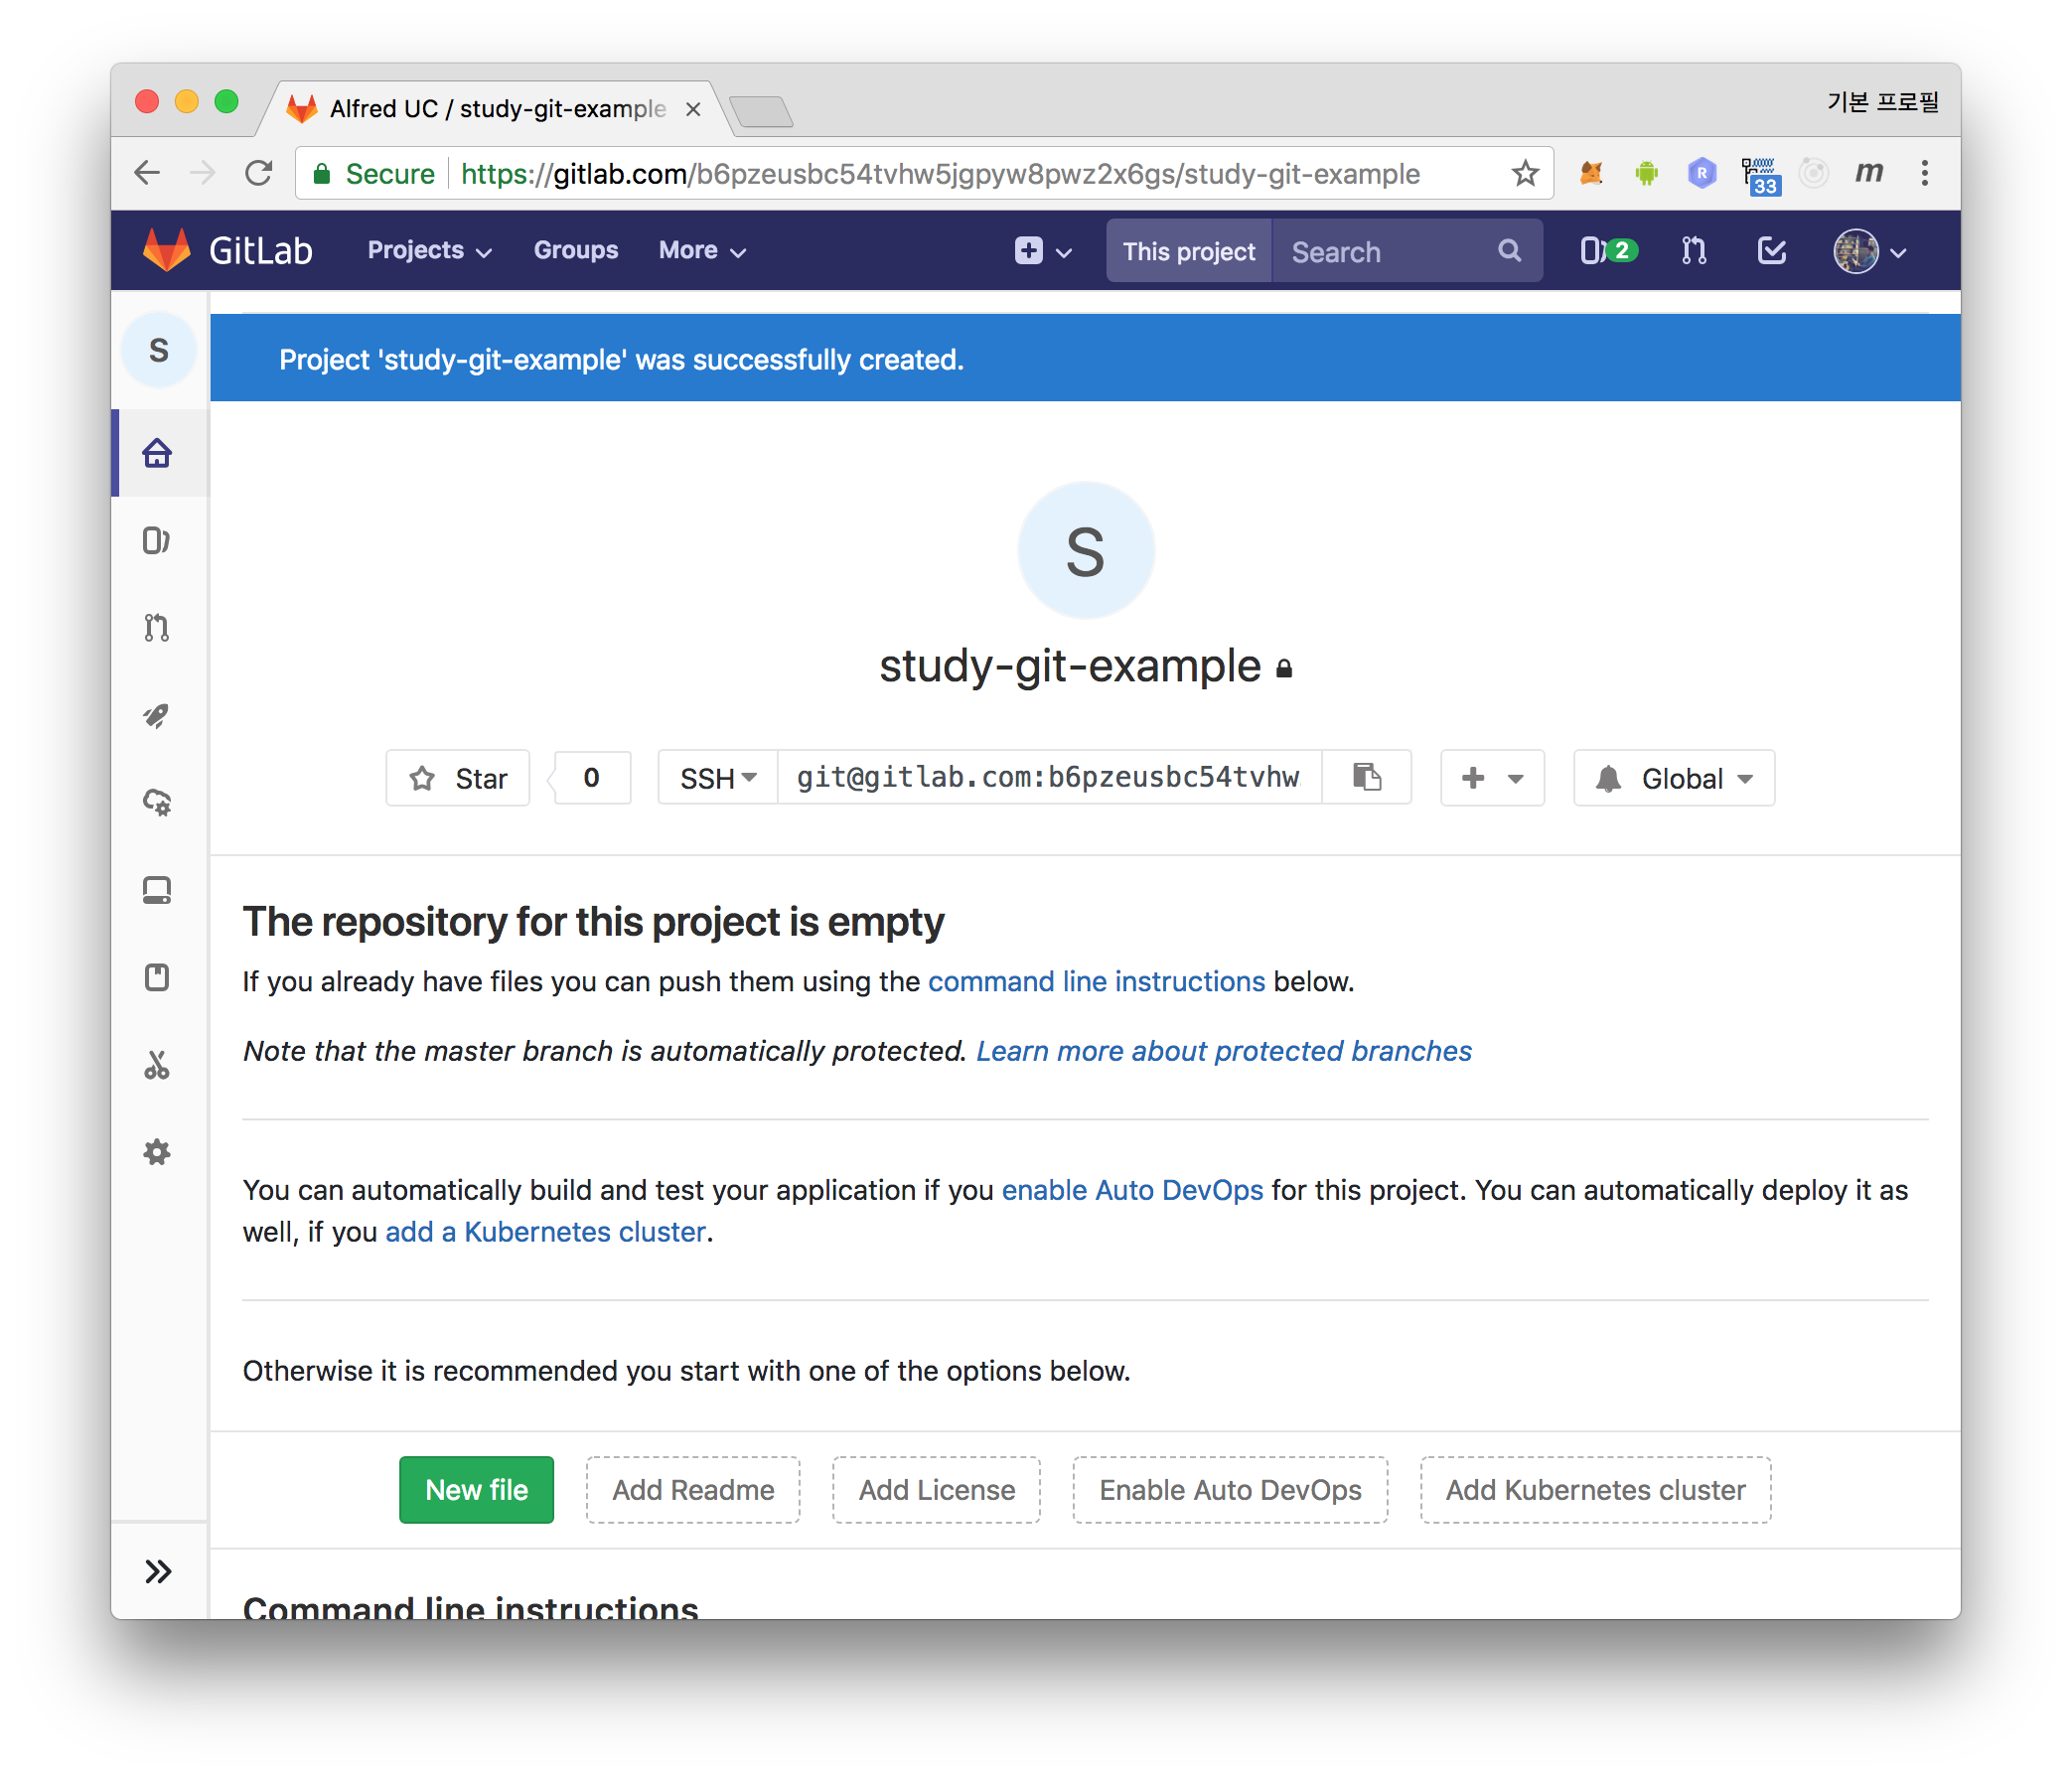 Alfred UC / study-git-example
기본 프로필
Secure https://gitlab.com/b6pzeusbc54tvhw5jgpyw8pwz2x6gs/study-git-example
R
33
m
GitLab Projects Groups More This project Search 2
S
Project 'study-git-example' was successfully created.
S
study-git-example
Star 0 SSH git@gitlab.com:b6pzeusbc54tvhw Global
The repository for this project is empty
If you already have files you can push them using the command line instructions below.
Note that the master branch is automatically protected. Learn more about protected branches
You can automatically build and test your application if you enable Auto DevOps for this project. You can automatically deploy it as
well, if you add a Kubernetes cluster.
Otherwise it is recommended you start with one of the options below.
New file Add Readme Add License Enable Auto DevOps Add Kubernetes cluster
Command line instructions